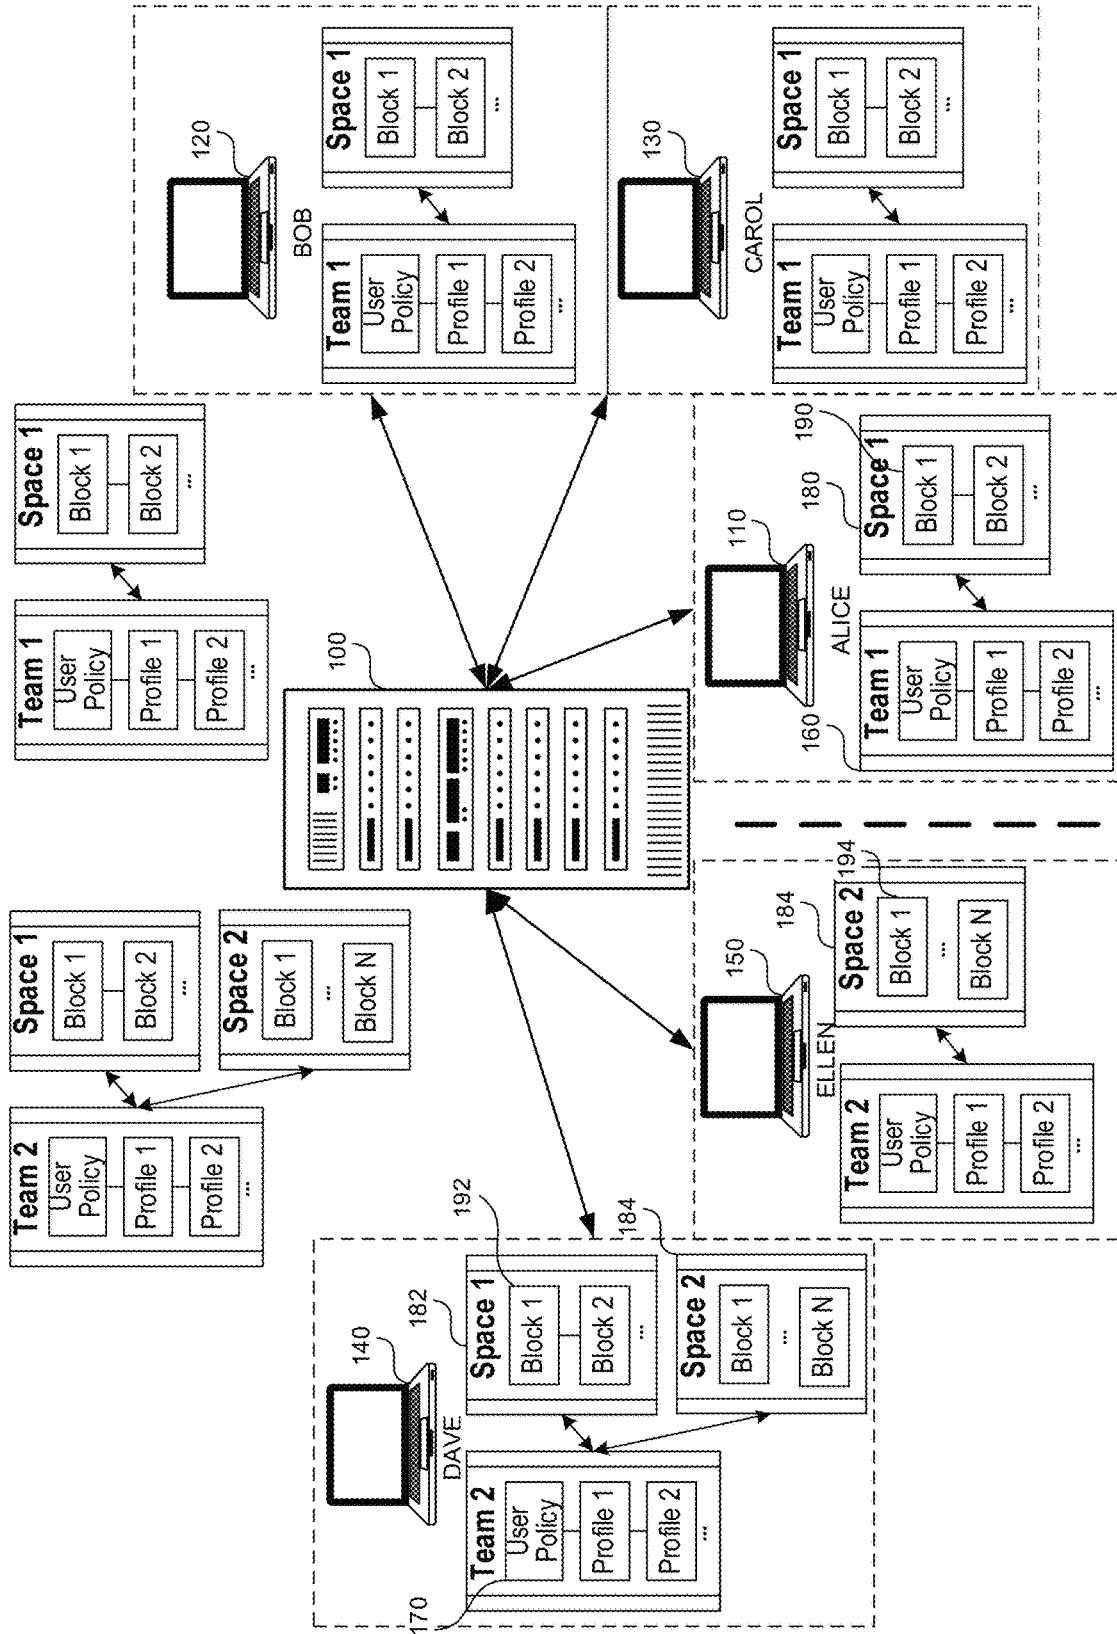 Team 2
User
Policy
Profile 1
Profile 2
...
Space 1
Block 1
Block 2
...
Space 2
Block 1
...
Block N
Team 1
User
Policy
Profile 1
Profile 2
...
Space 1
Block 1
Block 2
...
120
BOB
Team 1
User
Policy
Profile 1
Profile 2
...
Space 1
Block 1
Block 2
...
100
140
DAVE
170
Team 2
User
Policy
Profile 1
Profile 2
...
182
192
Space 1
Block 1
Block 2
...
184
Space 2
Block 1
...
Block N
130
CAROL
Team 1
User
Policy
Profile 1
Profile 2
...
Space 1
Block 1
Block 2
...
150
ELLEN
Team 2
User
Policy
Profile 1
Profile 2
...
184
194
Space 2
Block 1
...
Block N
110
ALICE
160
Team 1
User
Policy
Profile 1
Profile 2
...
180
190
Space 1
Block 1
Block 2
...